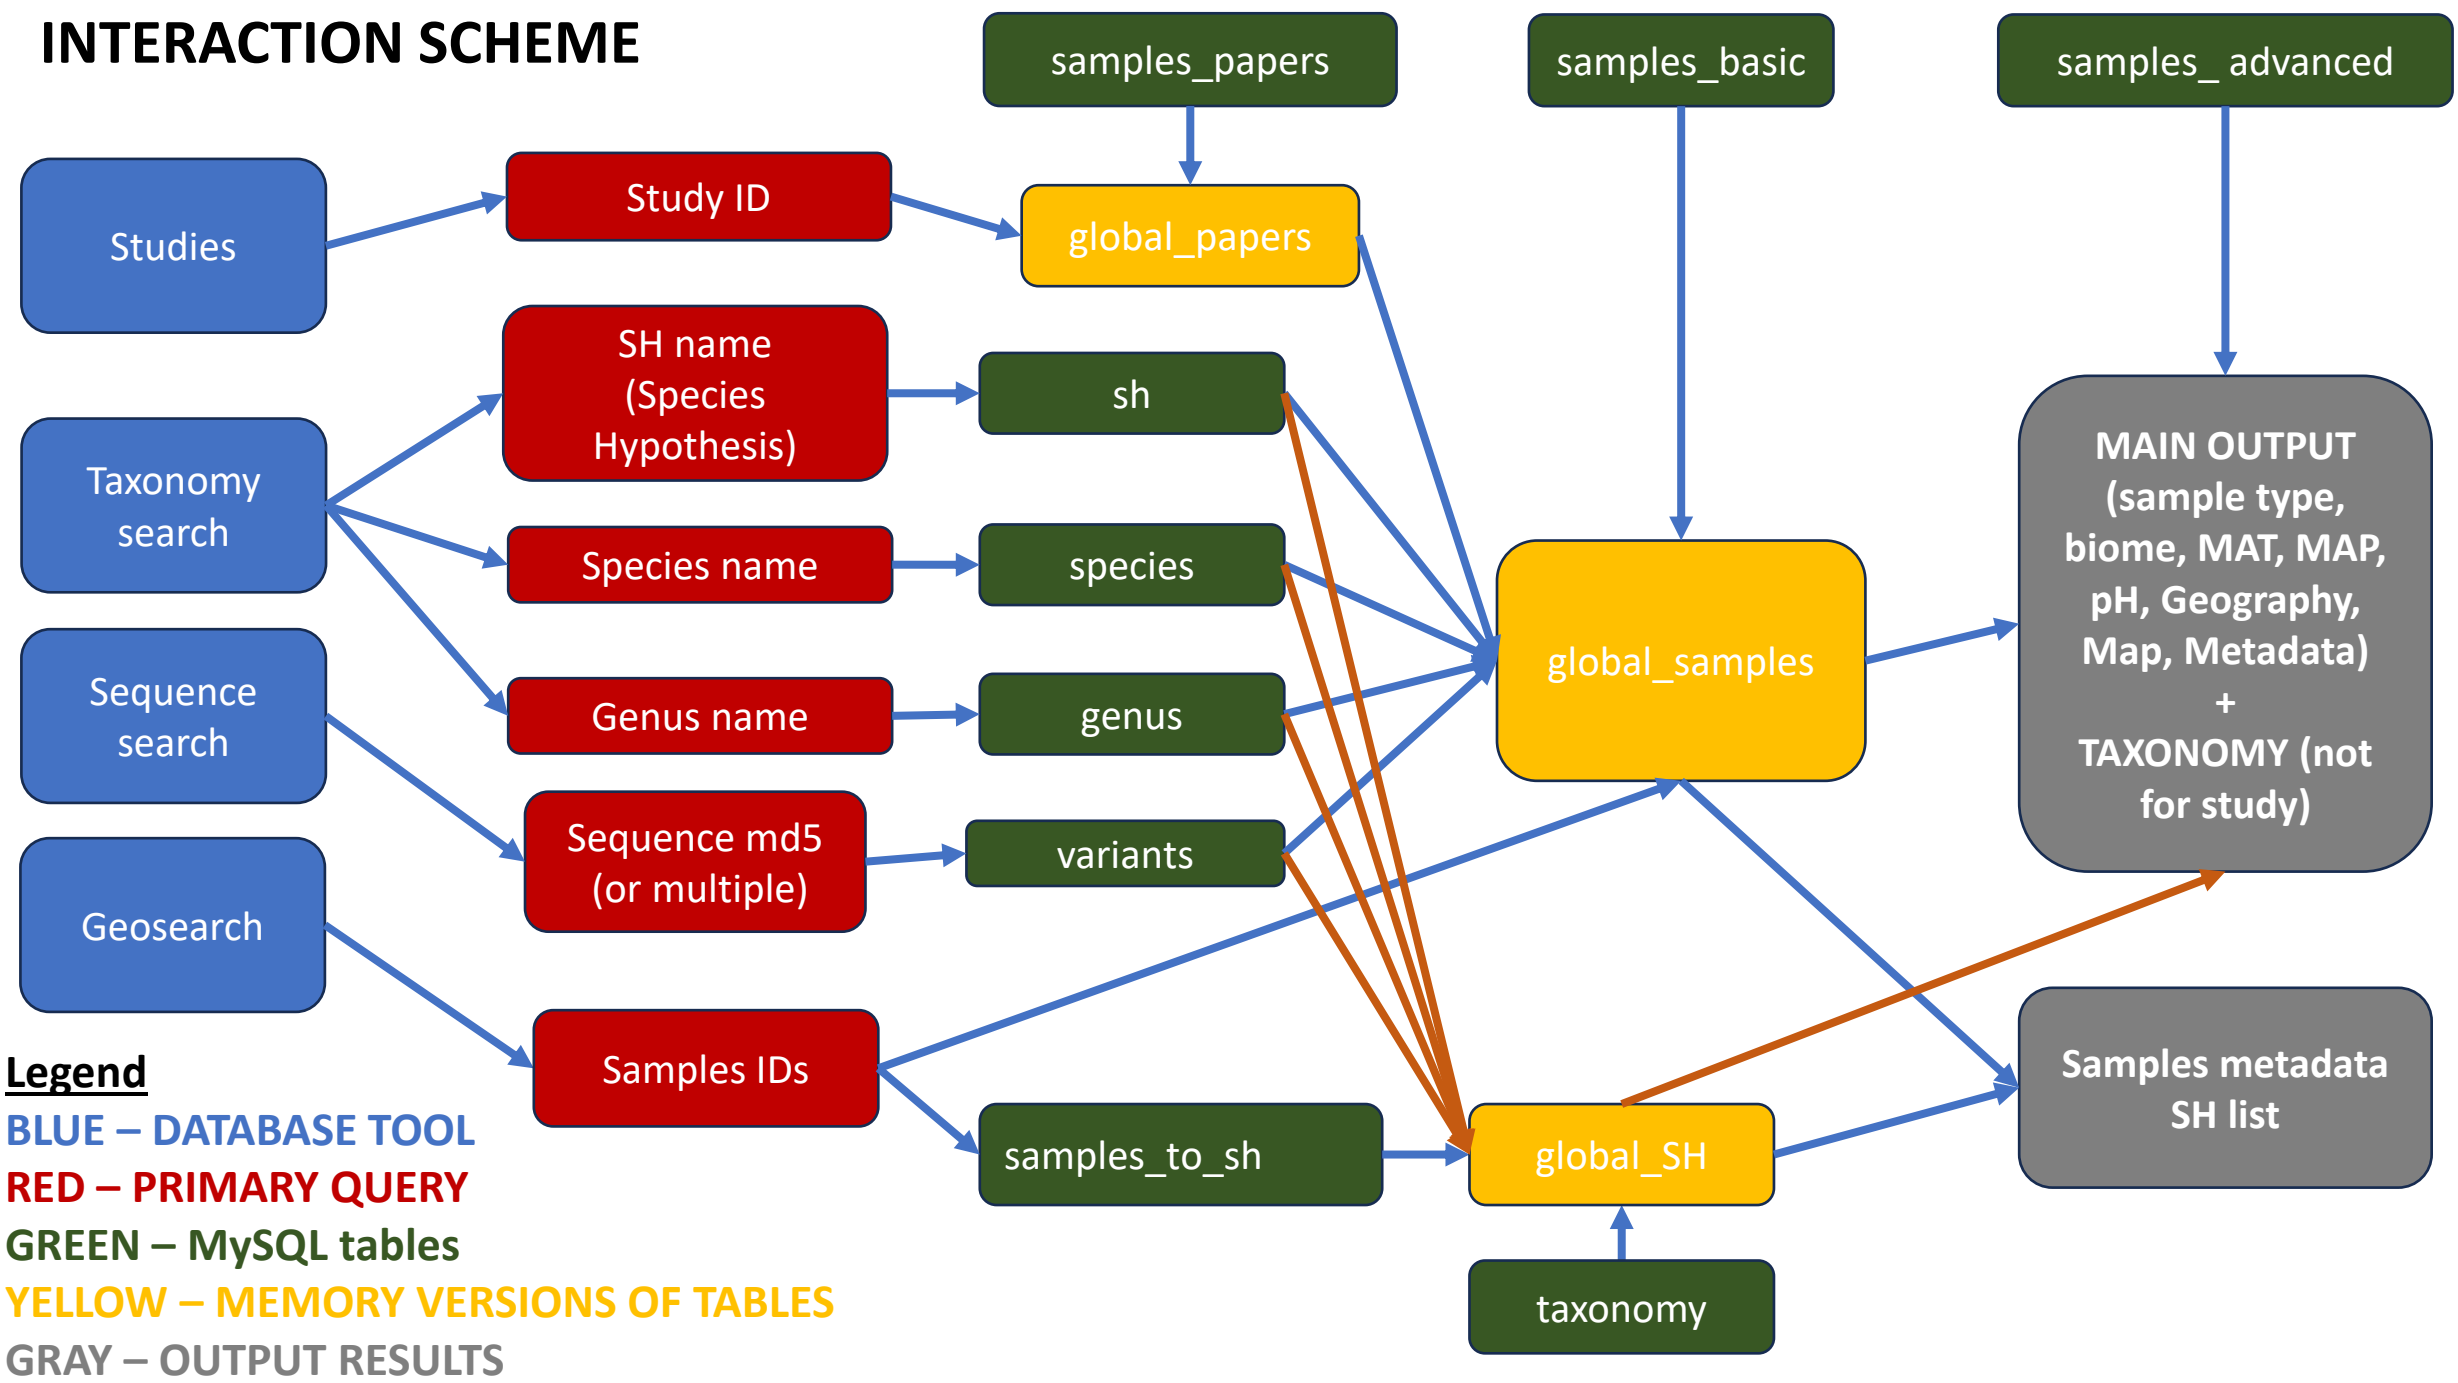 INTERACTION SCHEME
samples_papers
samples_basic
samples_ advanced
Studies
Study ID
global_papers
SH name
(Species
Hypothesis)
sh
Taxonomy
search
Species name
species
Genus name
genus
global_samples
MAIN OUTPUT
(sample type,
biome, MAT, MAP,
pH, Geography,
Map, Metadata)
+
TAXONOMY (not
for study)
Sequence
search
Sequence md5
(or multiple)
variants
Geosearch
Samples IDs
samples_to_sh
global_SH
Samples metadata
SH list
taxonomy
Legend
BLUE – DATABASE TOOL
RED – PRIMARY QUERY
GREEN – MySQL tables
YELLOW – MEMORY VERSIONS OF TABLES
GRAY – OUTPUT RESULTS